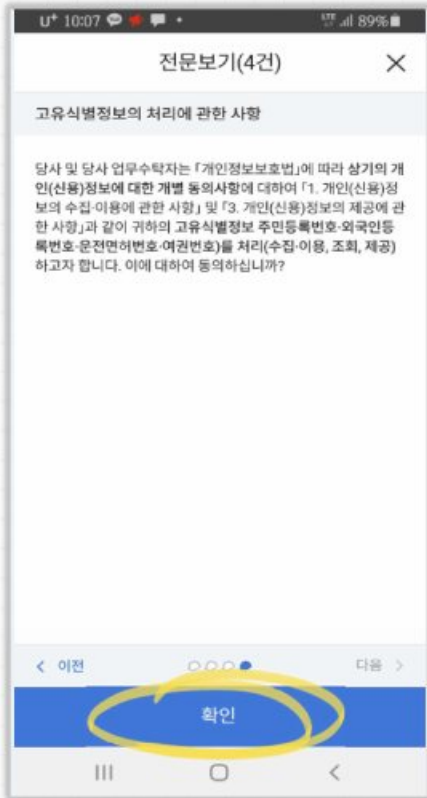 U+ 10:07
LTE 89%
전문보기(4건)
고유식별정보의 처리에 관한 사항
당사 및 당사 업무수탁자는 「개인정보보호법」에 따라 상기의 개
인(신용)정보에 대한 개별 동의사항에 대하여 「1. 개인(신용)정
보의 수집·이용에 관한 사항」 및 「3. 개인(신용)정보의 제공에 관
한 사항」과 같이 귀하의 고유식별정보 주민등록번호·외국인등
록번호·운전면허번호·여권번호)를 처리(수집·이용, 조회, 제공)
하고자 합니다. 이에 대하여 동의하십니까?
< 이전
다음 >
확인